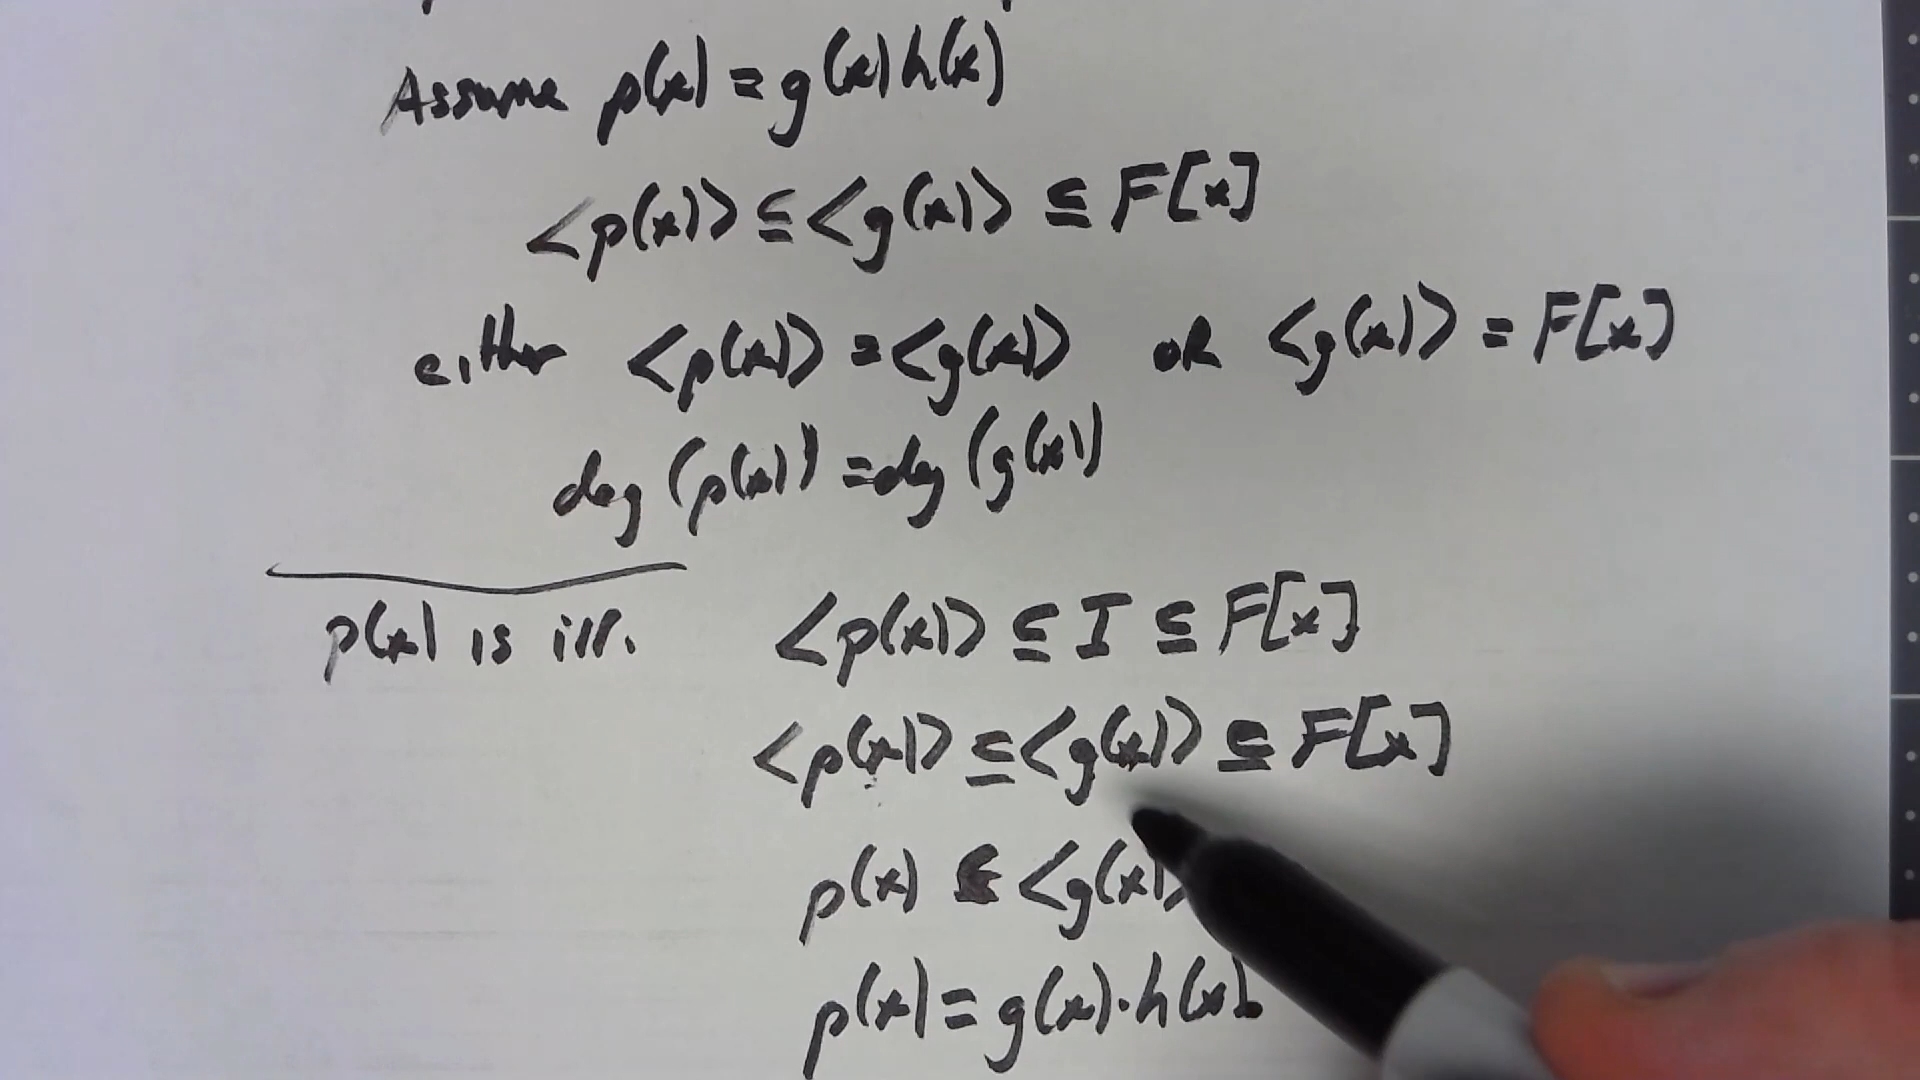 Assume p(x) = g(x)h(x)
<p(x)> ⊆ <g(x)> ⊆ F[x]
either <p(x)> = <g(x)> or <g(x)> = F[x]
deg (p(x)) = deg (g(x))
p(x) is irr. <p(x)> ⊆ I ⊆ F[x]
<p(x)> ⊆ <g(x)> ⊆ F[x]
p(x) ∈ <g(x)
p(x) = g(x)·h(x)